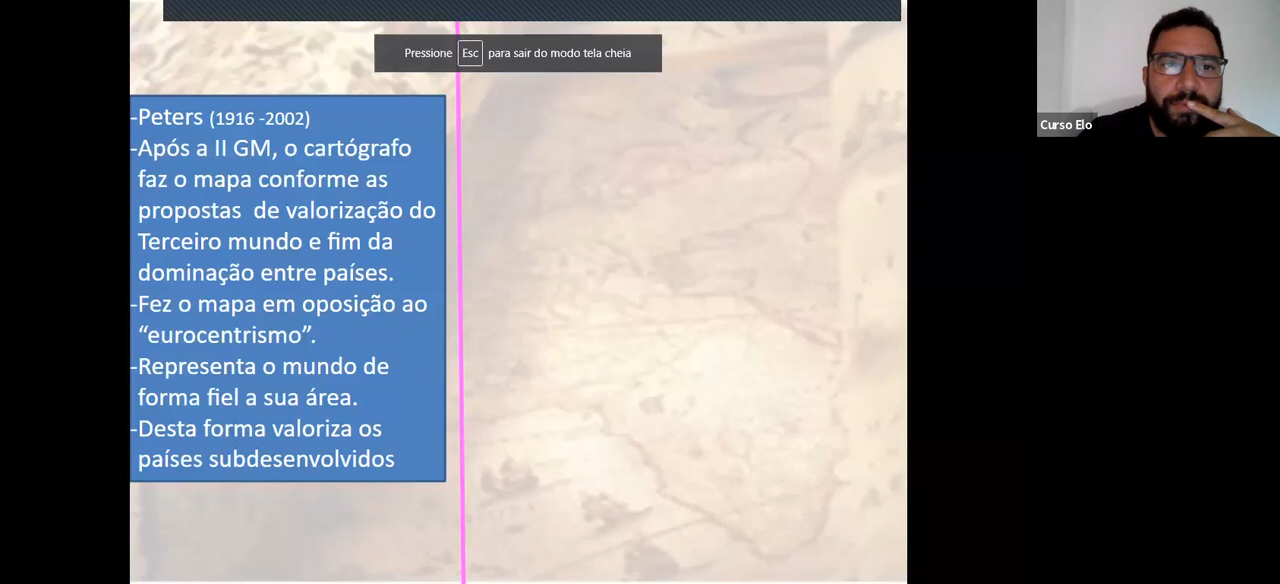 Pressione Esc para sair do modo tela cheia
-Peters (1916 -2002)
-Após a II GM, o cartógrafo
faz o mapa conforme as
propostas de valorização do
Terceiro mundo e fim da
dominação entre países.
-Fez o mapa em oposição ao
“eurocentrismo”.
-Representa o mundo de
forma fiel a sua área.
-Desta forma valoriza os
países subdesenvolvidos
Curso Elo